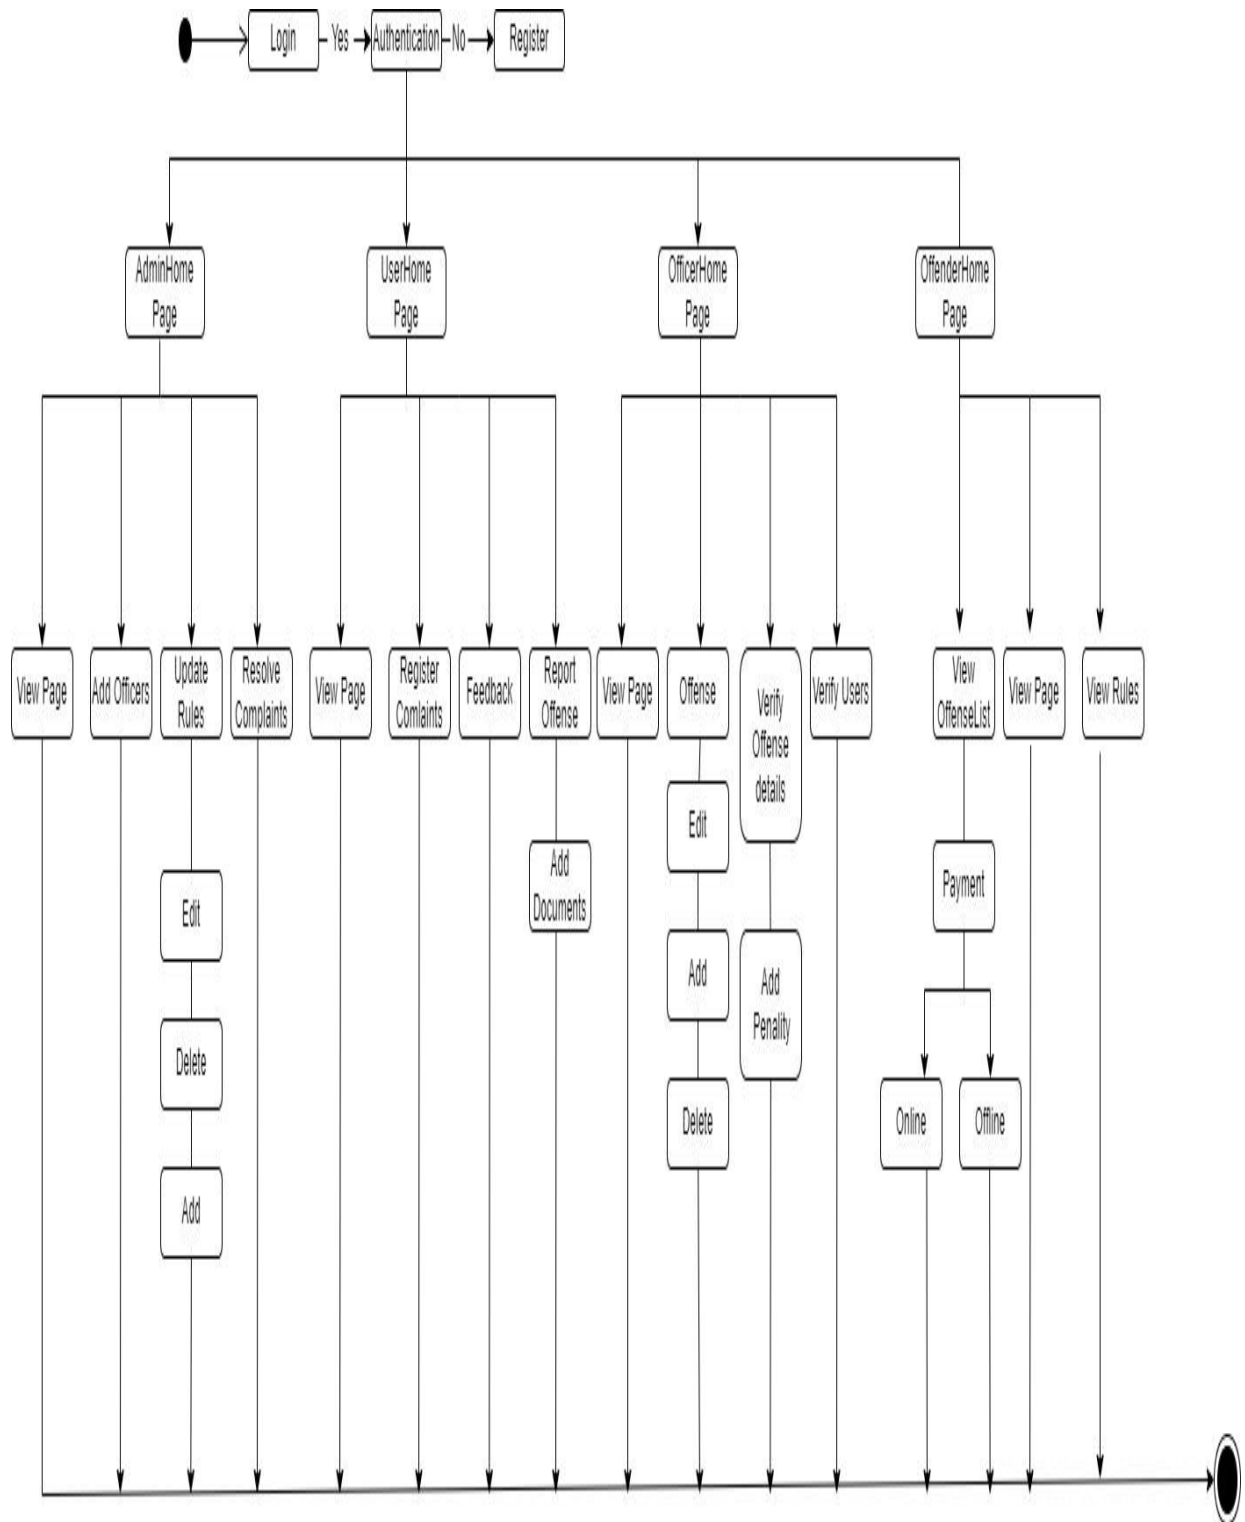 Login
Yes
Authentication
No
Register
AdminHome
Page
UserHome
Page
OfficerHome
Page
OffenderHome
Page
View Page
Add Officers
Update
Rules
Resolve
Complaints
View Page
Register
Comlaints
Feedback
Report
Offense
View Page
Offense
Verify
Offense
details
Verify Users
View
OffenseList
View Page
View Rules
Edit
Delete
Add
Add
Documents
Edit
Add
Delete
Add
Penality
Payment
Online
Offline